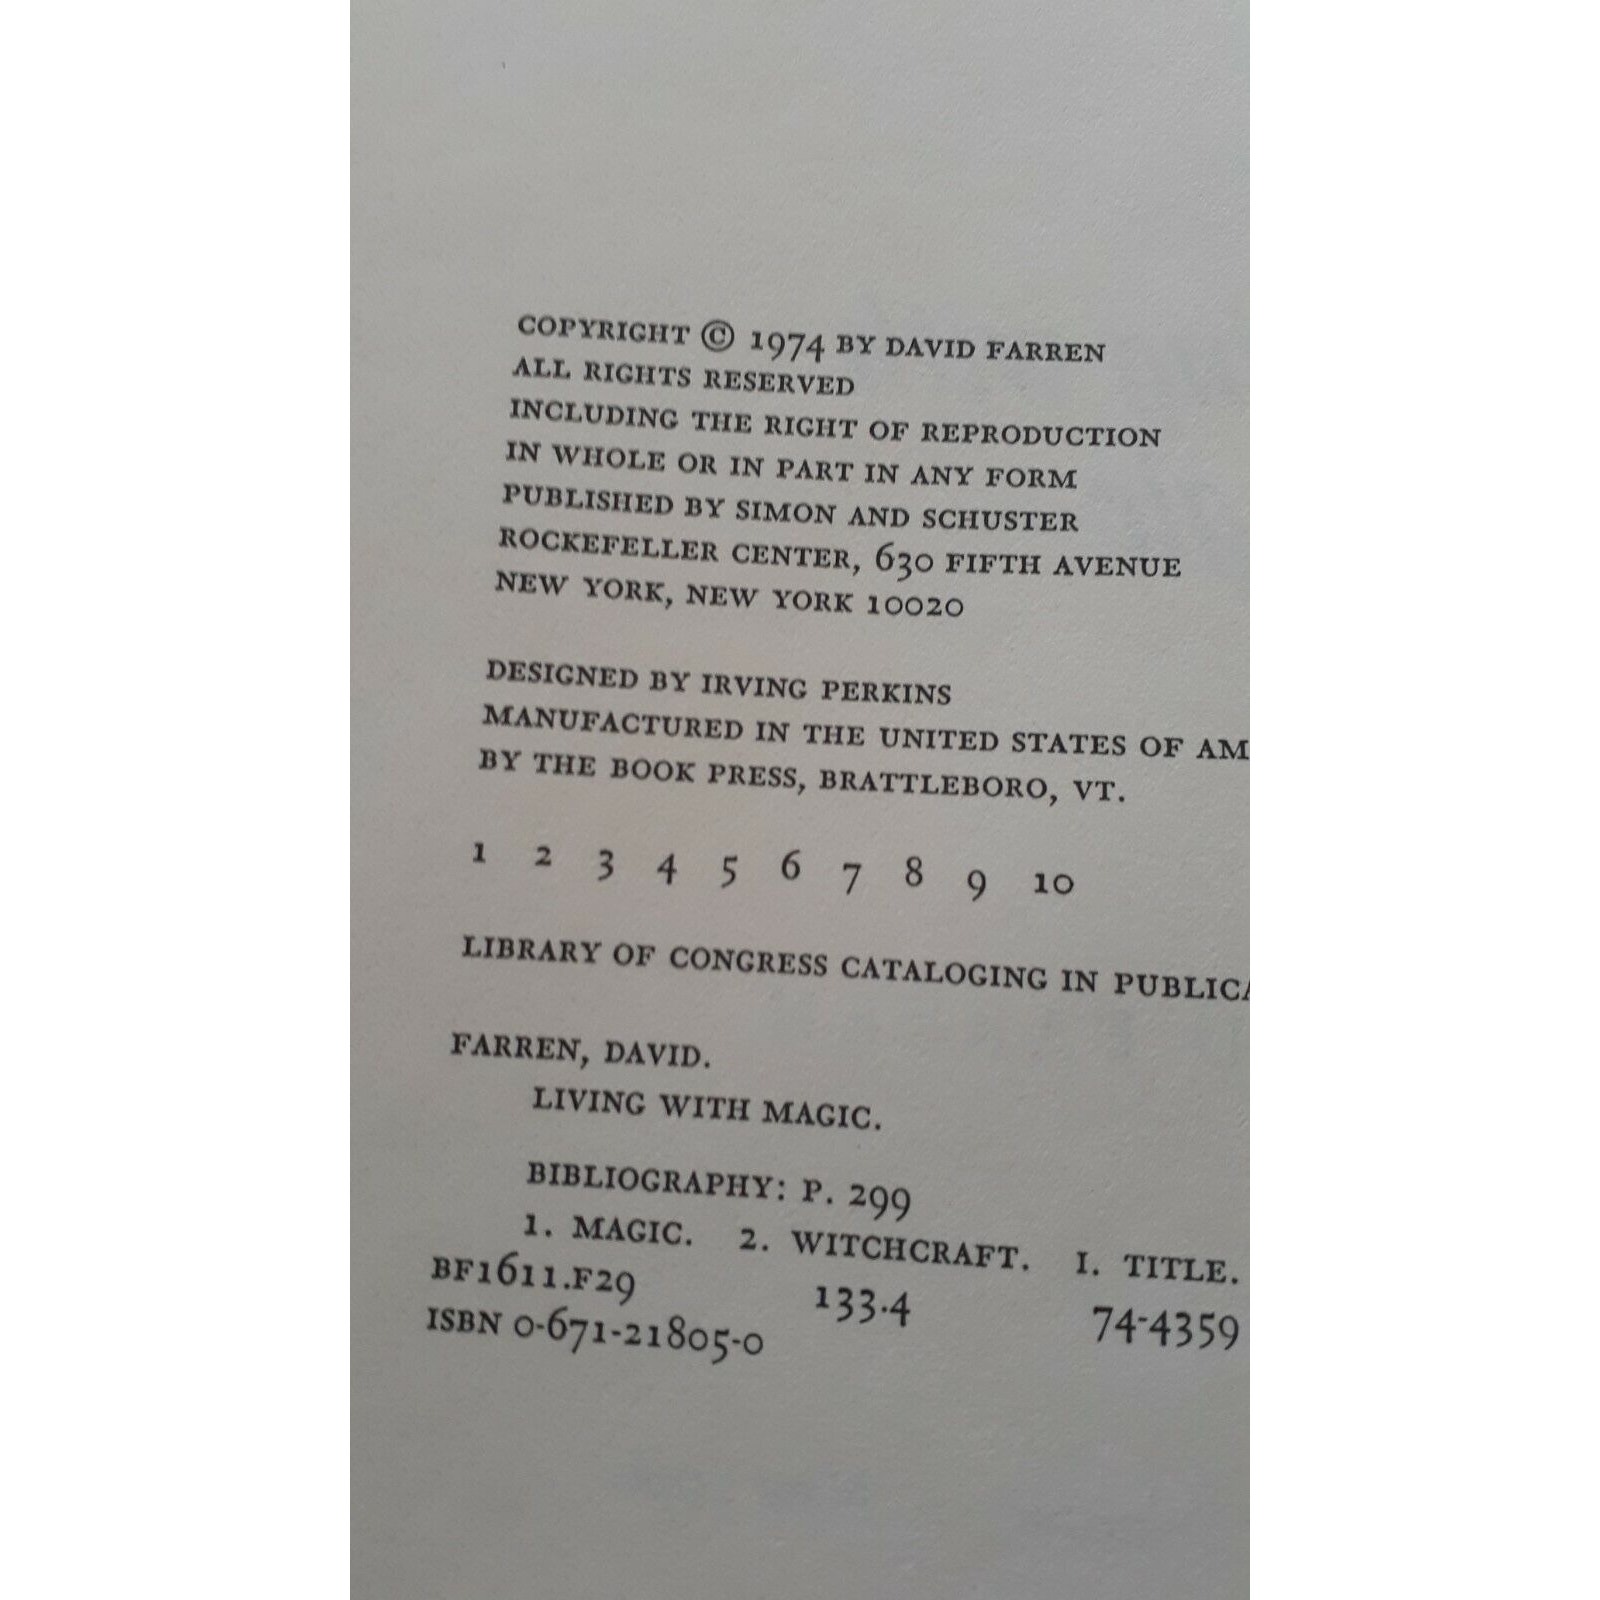 COPYRIGHT © 1974 BY DAVID FARREN
ALL RIGHTS RESERVED
INCLUDING THE RIGHT OF REPRODUCTION
IN WHOLE OR IN PART IN ANY FORM
PUBLISHED BY SIMON AND SCHUSTER
ROCKEFELLER CENTER, 630 FIFTH AVENUE
NEW YORK, NEW YORK 10020
DESIGNED BY IRVING PERKINS
MANUFACTURED IN THE UNITED STATES OF AM
BY THE BOOK PRESS, BRATTLEBORO, VT.
1 2 3 4 5 6 7 8 9 10
LIBRARY OF CONGRESS CATALOGING IN PUBLICA
FARREN, DAVID.
LIVING WITH MAGIC.
BIBLIOGRAPHY: P. 299
1. MAGIC. 2. WITCHCRAFT. I. TITLE.
BF1611.F29 133.4 74-4359
ISBN 0-671-21805-0